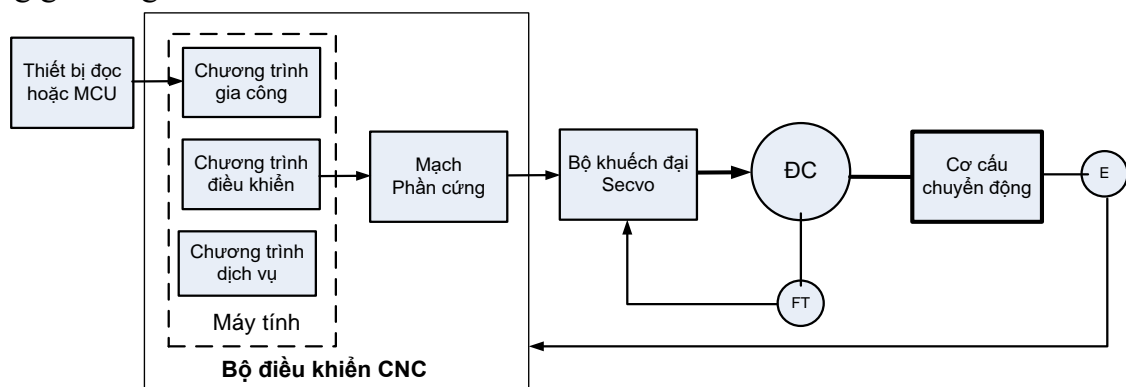 Thiết bị đọc
hoặc MCU
Chương trình
gia công
Chương trình
điều khiển
Chương trình
dịch vụ
Máy tính
Bộ điều khiển CNC
Mạch
Phần cứng
Bộ khuếch đại
Secvo
ĐC
FT
Cơ cấu
chuyển động
E